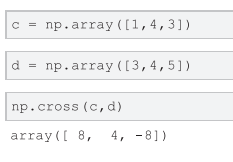 c = np.array([1,4,3])
d = np.array([3,4,5])
np.cross(c,d)
array([ 8,  4, -8])